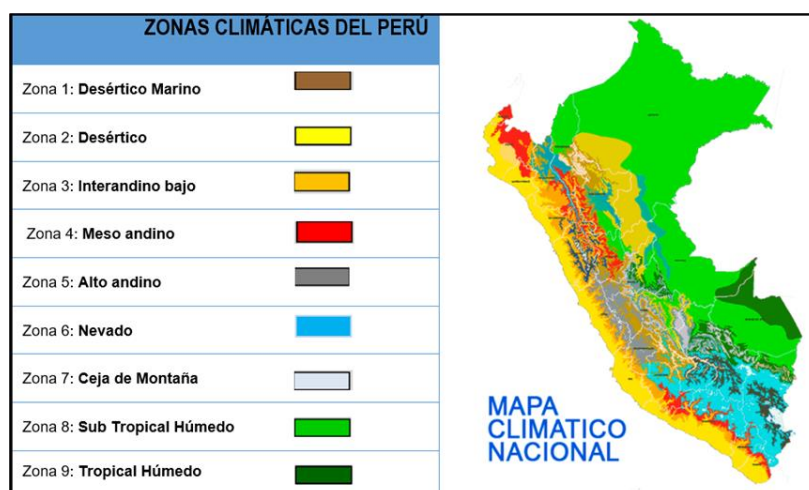 ZONAS CLIMÁTICAS DEL PERÚ
Zona 1: Desértico Marino
Zona 2: Desértico
Zona 3: Interandino bajo
Zona 4: Meso andino
Zona 5: Alto andino
Zona 6: Nevado
Zona 7: Ceja de Montaña
Zona 8: Sub Tropical Húmedo
Zona 9: Tropical Húmedo
MAPA
CLIMATICO
NACIONAL